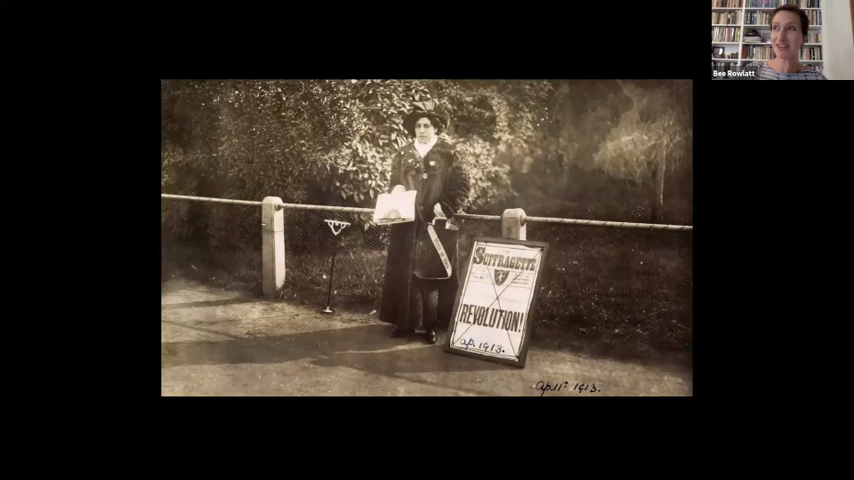 Bee Rowlatt
SUFFRAGETTE
REVOLUTION!
Ap. 1913.
Ap. 11th 1913.